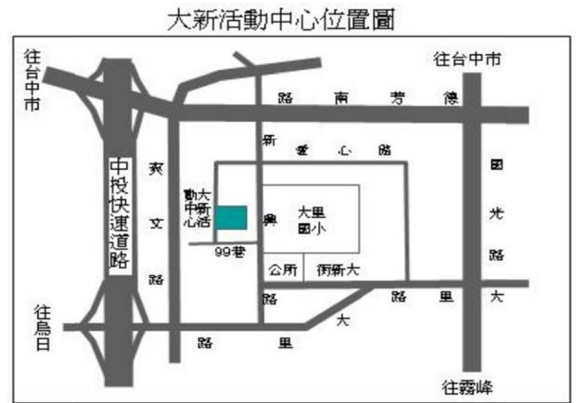 大新活動中心位置圖
往台中市
往台中市
德芳南路
愛心路
新興路
中投快速道路
爽文路
國光路
大新活動中心
大里國小
99巷
公所
大新街
大里路
大里路
往烏日
往霧峰